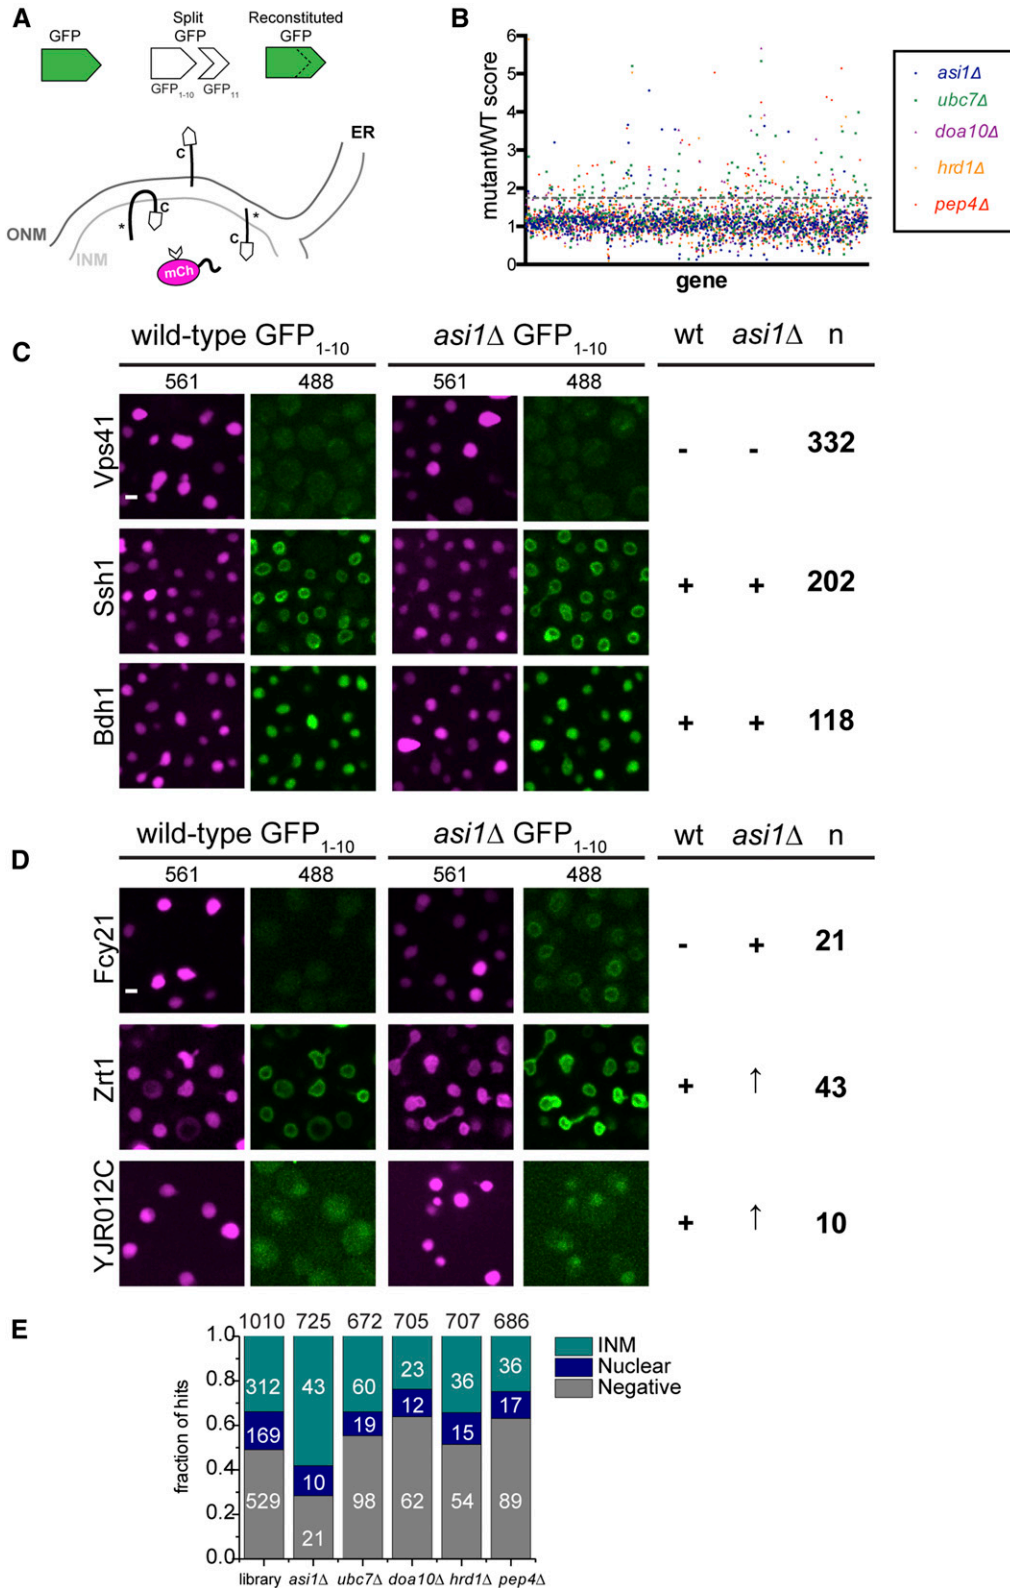 A
GFP
Split
GFP
Reconstituted
GFP
GFP1-10
GFP11
ER
C
*
C
*
C
ONM
INM
mCh
B
mutant/WT score
6
5
4
3
2
1
0
gene
asi1Δ
ubc7Δ
doa10Δ
hrd1Δ
pep4Δ
C
wild-type GFP1-10
asi1Δ GFP1-10
wt asi1Δ n
561 488 561 488
Vps41
- - 332
Ssh1
+ + 202
Bdh1
+ + 118
D
wild-type GFP1-10
asi1Δ GFP1-10
wt asi1Δ n
561 488 561 488
Fcy21
- + 21
Zrt1
+ ↑ 43
YJR012C
+ ↑ 10
E
fraction of hits
1010 725 672 705 707 686
1.0
0.8
0.6
0.4
0.2
0.0
312 43 60 23 36 36
169 10 19 12 15 17
529 21 98 62 54 89
library asi1Δ ubc7Δ doa10Δ hrd1Δ pep4Δ
INM
Nuclear
Negative